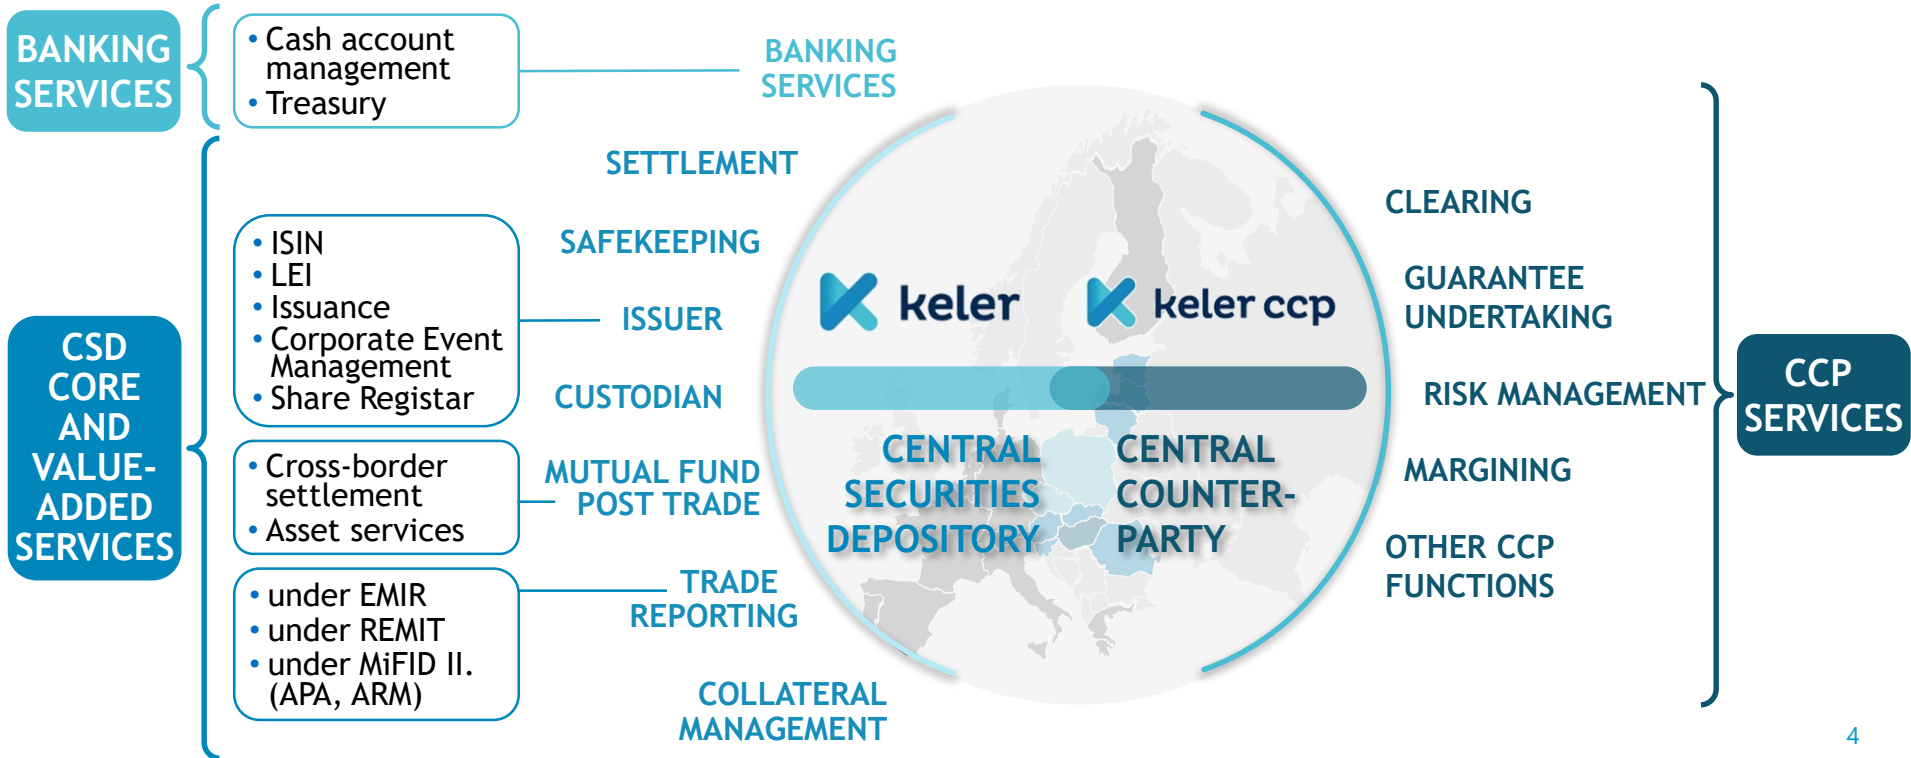 BANKING
SERVICES
• Cash account
management
• Treasury
BANKING
SERVICES
CSD
CORE
AND
VALUE-
ADDED
SERVICES
• ISIN
• LEI
• Issuance
• Corporate Event
Management
• Share Registar
• Cross-border
settlement
• Asset services
• under EMIR
• under REMIT
• under MiFID II.
(APA, ARM)
SETTLEMENT
SAFEKEEPING
ISSUER
CUSTODIAN
MUTUAL FUND
POST TRADE
TRADE
REPORTING
COLLATERAL
MANAGEMENT
keler
CENTRAL
SECURITIES
DEPOSITORY
keler ccp
CENTRAL
COUNTER-
PARTY
CLEARING
GUARANTEE
UNDERTAKING
RISK MANAGEMENT
MARGINING
OTHER CCP
FUNCTIONS
CCP
SERVICES
4